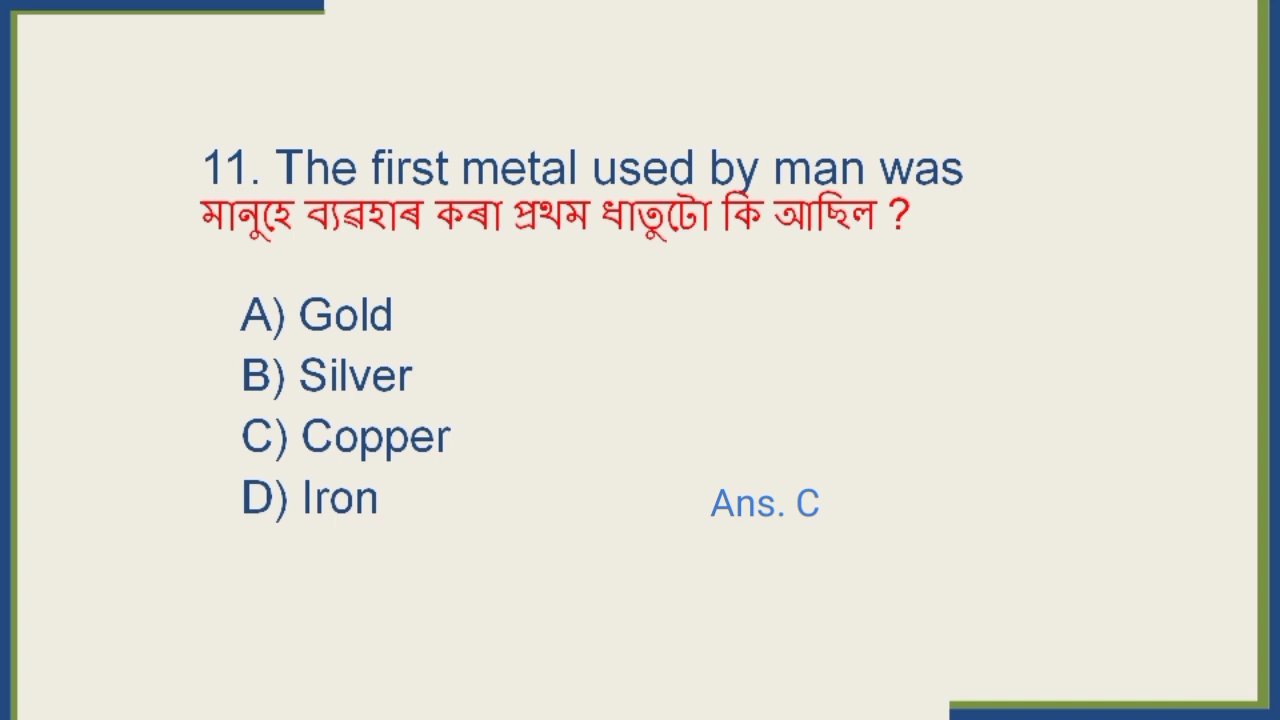 11. The first metal used by man was
মানুহে ব্যৱহাৰ কৰা প্ৰথম ধাতুটো কি আছিল ?
A) Gold
B) Silver
C) Copper
D) Iron
Ans. C